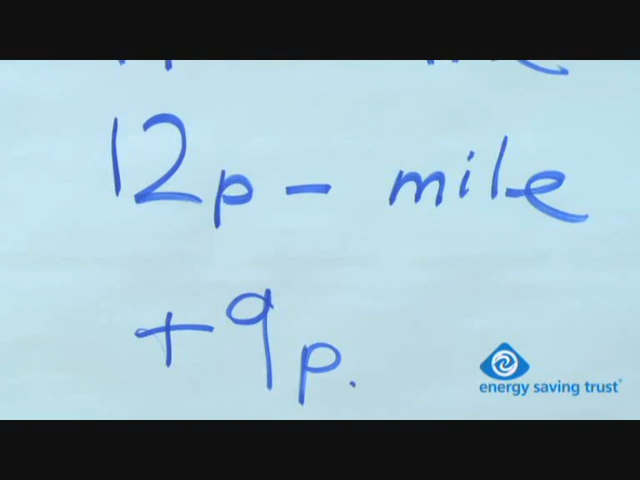 12p – mile
+9p.
energy saving trust®